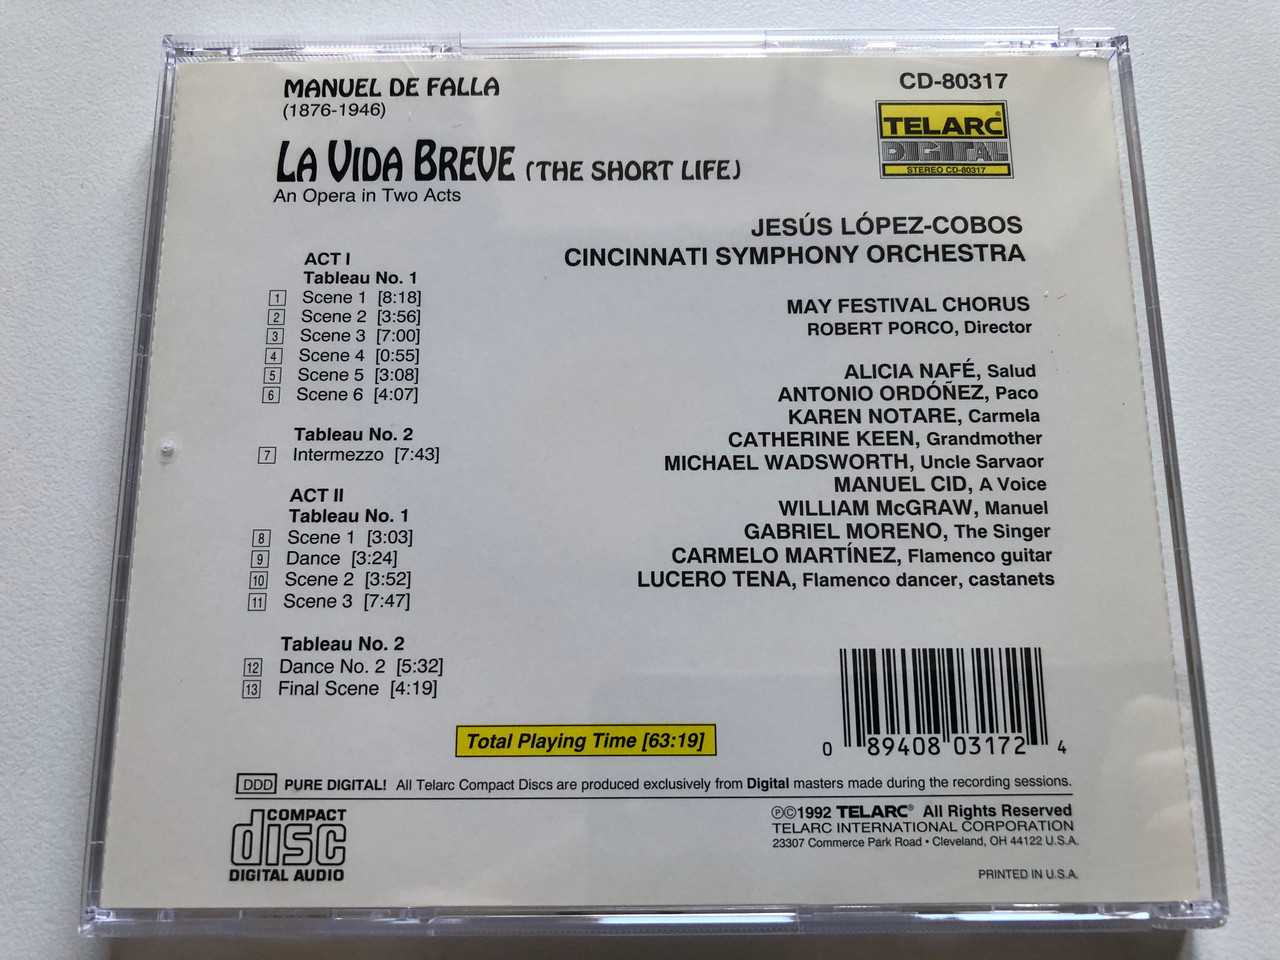 MANUEL DE FALLA
(1876-1946)
LA VIDA BREVE (THE SHORT LIFE)
An Opera in Two Acts
CD-80317
TELARC®
DIGITAL
STEREO CD-80317
JESÚS LÓPEZ-COBOS
CINCINNATI SYMPHONY ORCHESTRA
MAY FESTIVAL CHORUS
ROBERT PORCO, Director
ALICIA NAFÉ, Salud
ANTONIO ORDÓÑEZ, Paco
KAREN NOTARE, Carmela
CATHERINE KEEN, Grandmother
MICHAEL WADSWORTH, Uncle Sarvaor
MANUEL CID, A Voice
WILLIAM McGRAW, Manuel
GABRIEL MORENO, The Singer
CARMELO MARTÍNEZ, Flamenco guitar
LUCERO TENA, Flamenco dancer, castanets
ACT I
Tableau No. 1
1 Scene 1 [8:18]
2 Scene 2 [3:56]
3 Scene 3 [7:00]
4 Scene 4 [0:55]
5 Scene 5 [3:08]
6 Scene 6 [4:07]
Tableau No. 2
7 Intermezzo [7:43]
ACT II
Tableau No. 1
8 Scene 1 [3:03]
9 Dance [3:24]
10 Scene 2 [3:52]
11 Scene 3 [7:47]
Tableau No. 2
12 Dance No. 2 [5:32]
13 Final Scene [4:19]
Total Playing Time [63:19]
0 89408 03172 4
DDD PURE DIGITAL! All Telarc Compact Discs are produced exclusively from Digital masters made during the recording sessions.
COMPACT
disc
DIGITAL AUDIO
℗©1992 TELARC® All Rights Reserved
TELARC INTERNATIONAL CORPORATION
23307 Commerce Park Road • Cleveland, OH 44122 U.S.A.
PRINTED IN U.S.A.